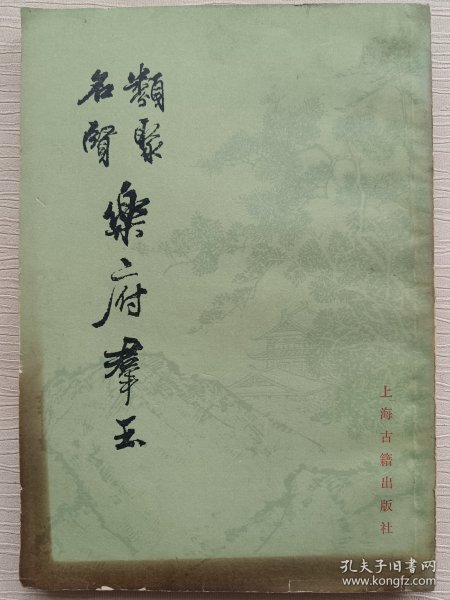 類聚
名賢
樂府羣玉
上海古籍出版社
孔夫子旧书网
www.kongfz.com